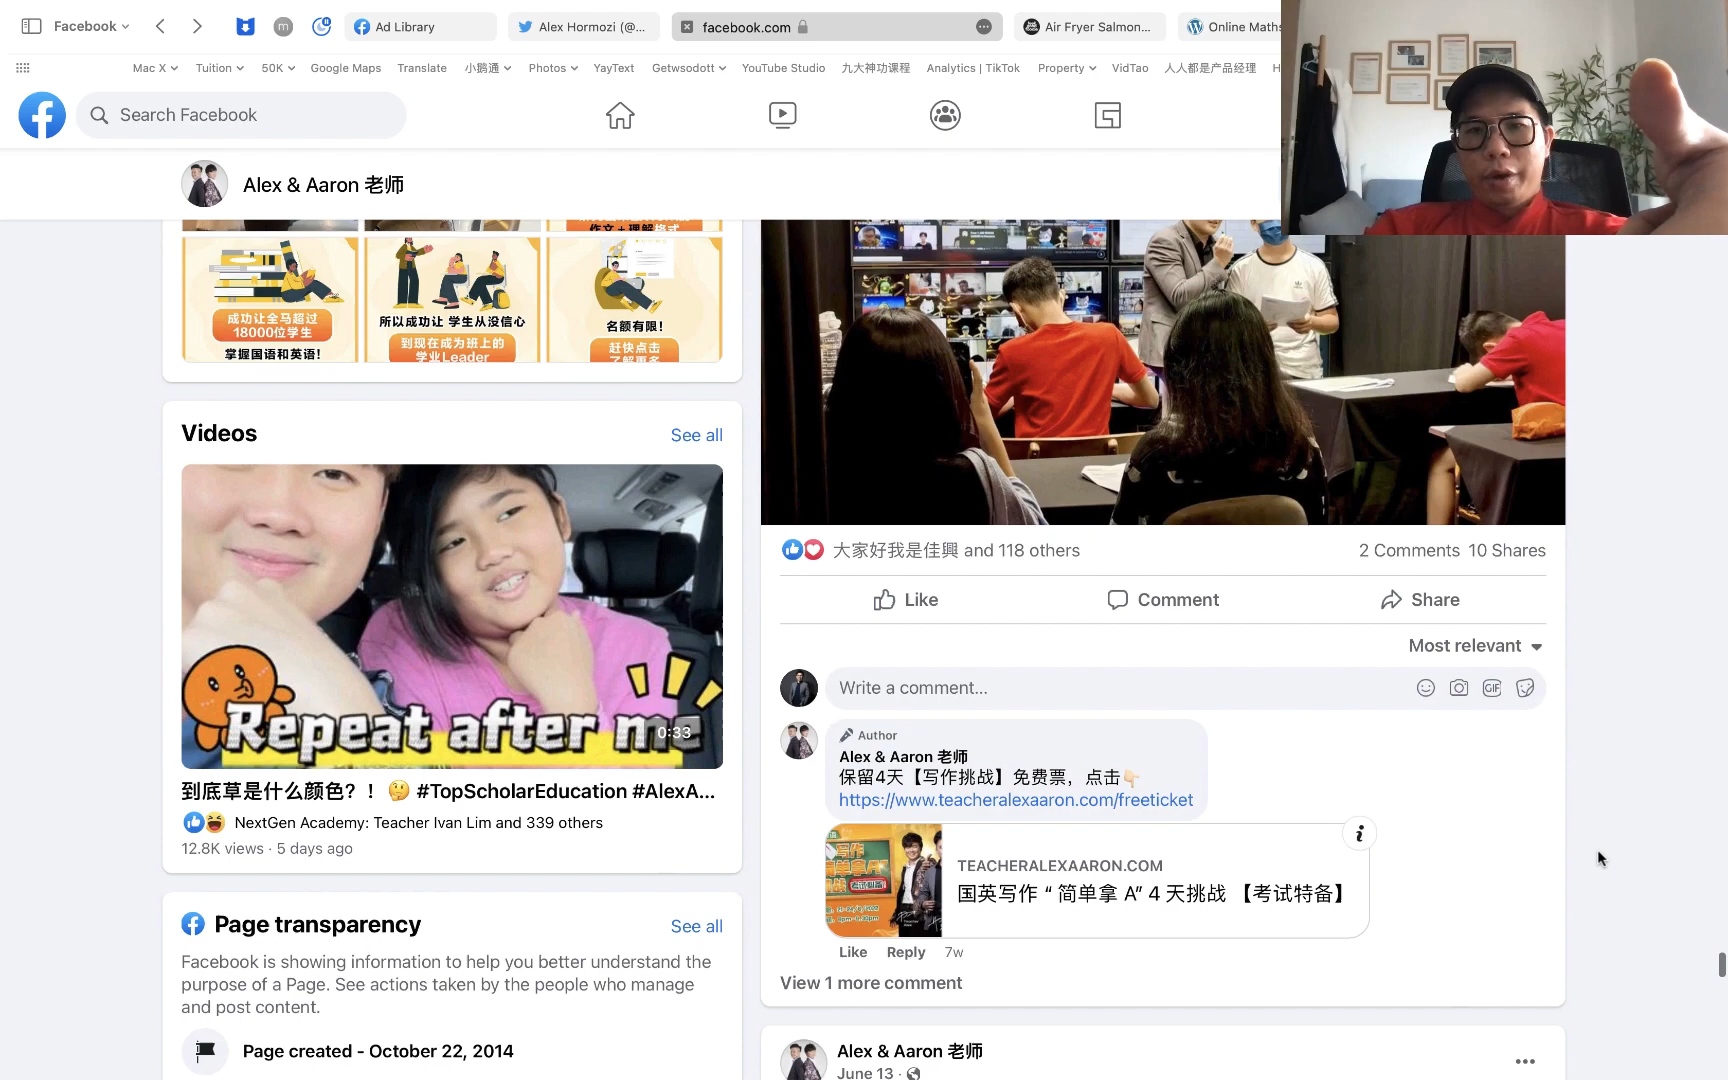 Facebook
Ad Library
Alex Hormozi (@...
facebook.com
Air Fryer Salmon...
Online Maths
Mac X
Tuition
50K
Google Maps
Translate
小鹅通
Photos
YayText
Getwsodott
YouTube Studio
九大神功课程
Analytics | TikTok
Property
VidTao
人人都是产品经理
H
Search Facebook
Alex & Aaron 老师
作文 + 理解格式
成功让全马超过
18000位学生
掌握国语和英语!
所以成功让 学生从没信心
到现在成为班上的
学业Leader
名额有限!
赶快点击
了解更多
Videos
See all
Repeat after me
0:33
到底草是什么颜色？！ 🤔 #TopScholarEducation #AlexA...
NextGen Academy: Teacher Ivan Lim and 339 others
12.8K views · 5 days ago
Page transparency
See all
Facebook is showing information to help you better understand the
purpose of a Page. See actions taken by the people who manage
and post content.
Page created - October 22, 2014
大家好我是佳興 and 118 others
2 Comments 10 Shares
Like
Comment
Share
Most relevant
Write a comment...
GIF
Author
Alex & Aaron 老师
保留4天【写作挑战】免费票，点击👇🏻
https://www.teacheralexaaron.com/freeticket
TEACHERALEXAARON.COM
国英写作 “ 简单拿 A” 4 天挑战 【考试特备】
Like Reply 7w
View 1 more comment
Alex & Aaron 老师
June 13 ·